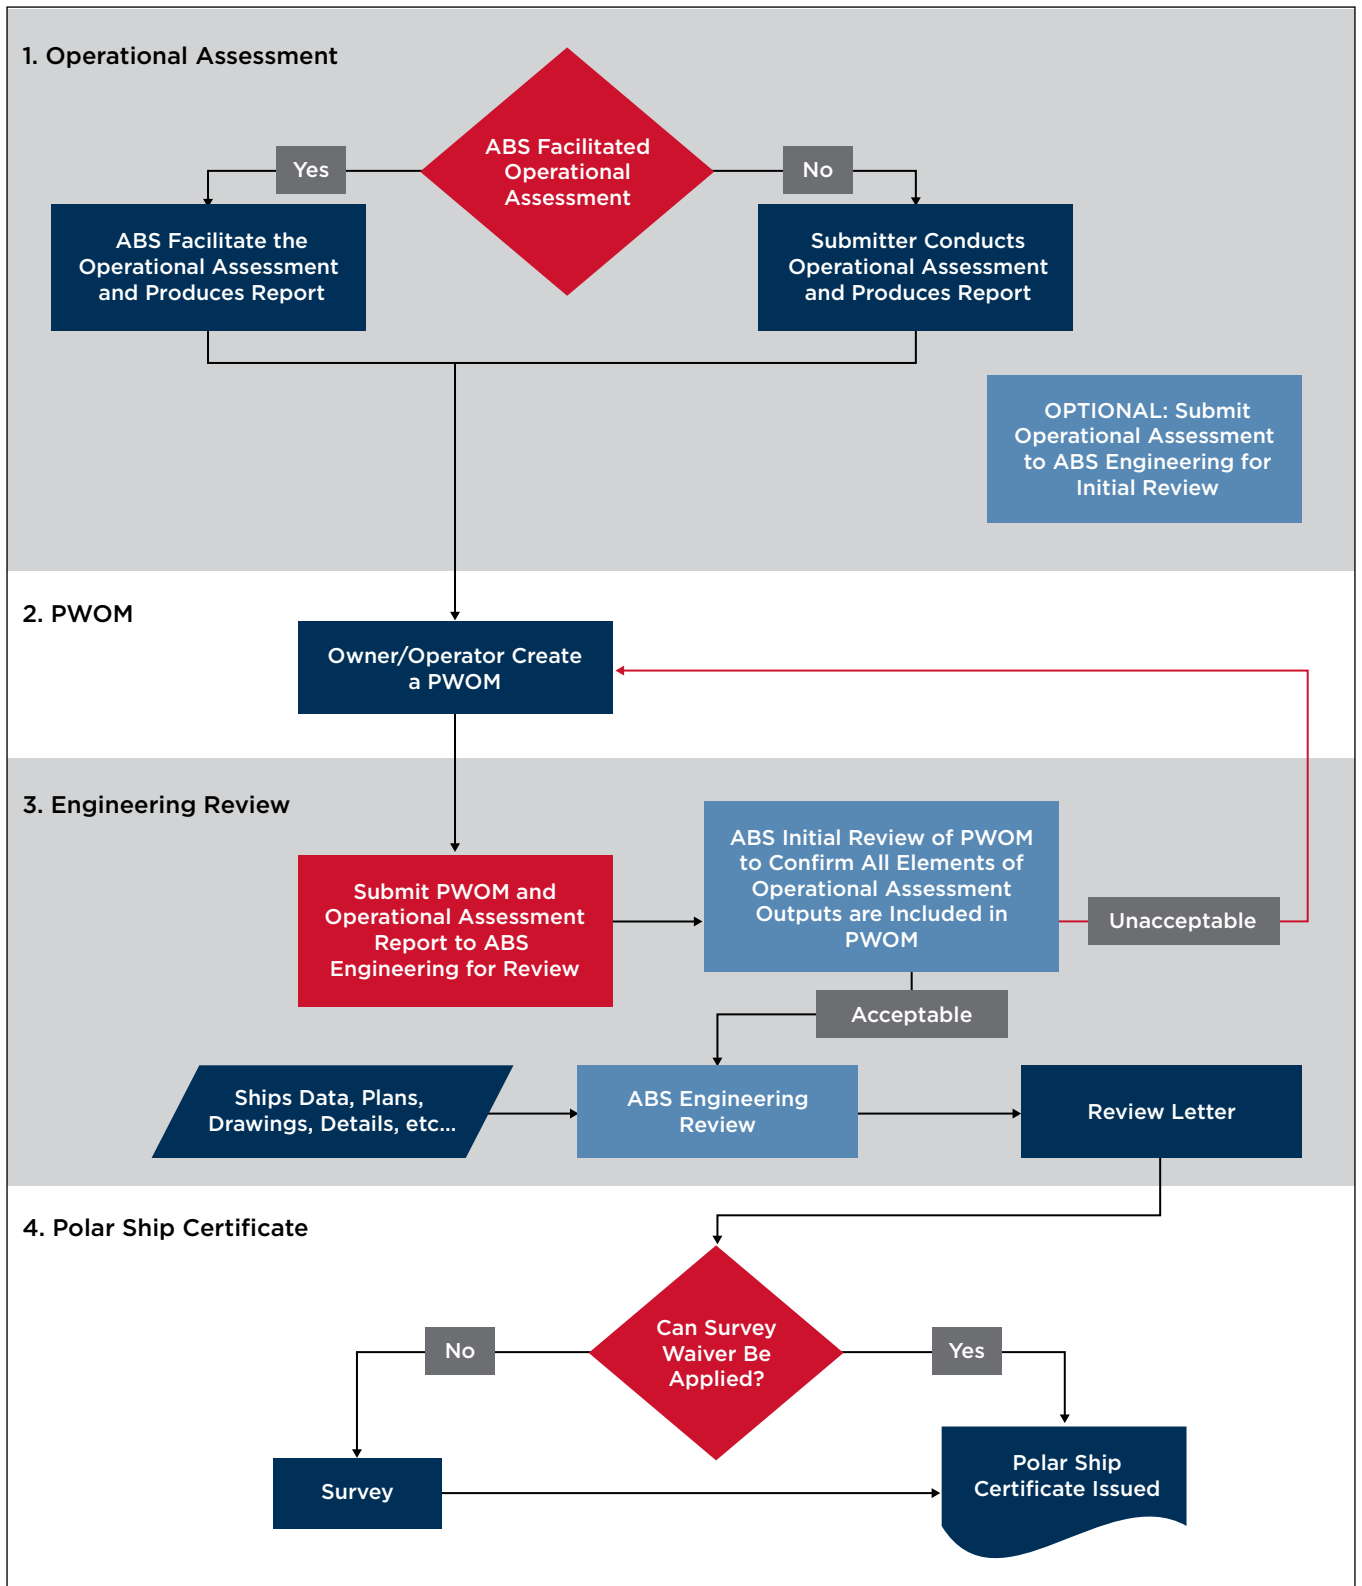 1. Operational Assessment
ABS Facilitated
Operational
Assessment
Yes
No
ABS Facilitate the
Operational Assessment
and Produces Report
Submitter Conducts
Operational Assessment
and Produces Report
OPTIONAL: Submit
Operational Assessment
to ABS Engineering for
Initial Review
2. PWOM
Owner/Operator Create
a PWOM
3. Engineering Review
Submit PWOM and
Operational Assessment
Report to ABS
Engineering for Review
ABS Initial Review of PWOM
to Confirm All Elements of
Operational Assessment
Outputs are Included in
PWOM
Unacceptable
Acceptable
Ships Data, Plans,
Drawings, Details, etc...
ABS Engineering
Review
Review Letter
4. Polar Ship Certificate
Can Survey
Waiver Be
Applied?
No
Yes
Survey
Polar Ship
Certificate Issued